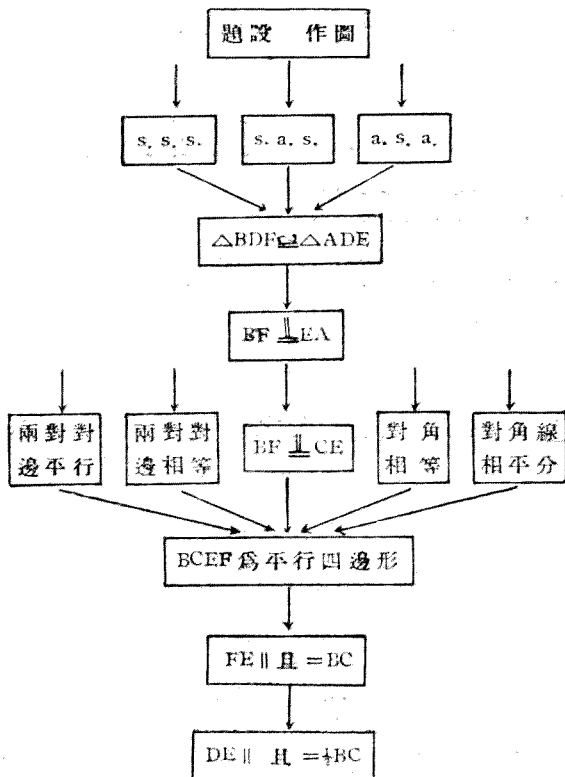 題設 作圖
s. s. s.
s. a. s.
a. s. a.
△BDF≅△ADE
BF ∥= EA
兩對對
邊平行
兩對對
邊相等
BF ∥= CE
對角
相等
對角線
相平分
BCEF為平行四邊形
FE ∥ 且 = BC
DE ∥ 且 = ½BC